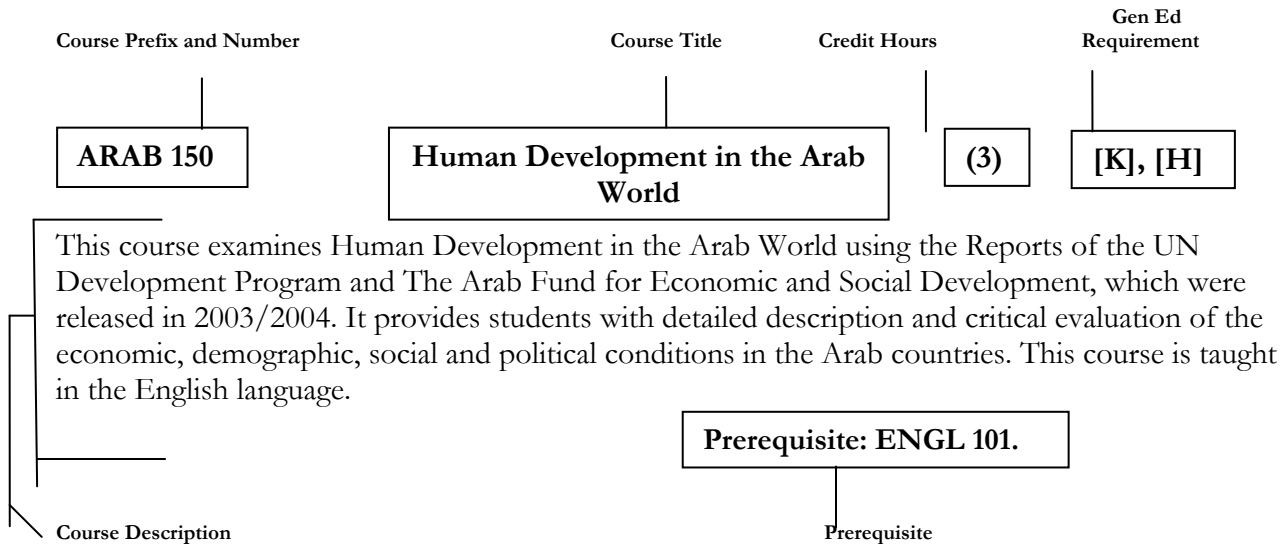 Gen Ed
Course Prefix and Number Course Title Credit Hours Requirement
ARAB 150 Human Development in the Arab (3) [K], [H]
World
This course examines Human Development in the Arab World using the Reports of the UN
Development Program and The Arab Fund for Economic and Social Development, which were
released in 2003/2004. It provides students with detailed description and critical evaluation of the
economic, demographic, social and political conditions in the Arab countries. This course is taught
in the English language.
Prerequisite: ENGL 101.
Course Description Prerequisite